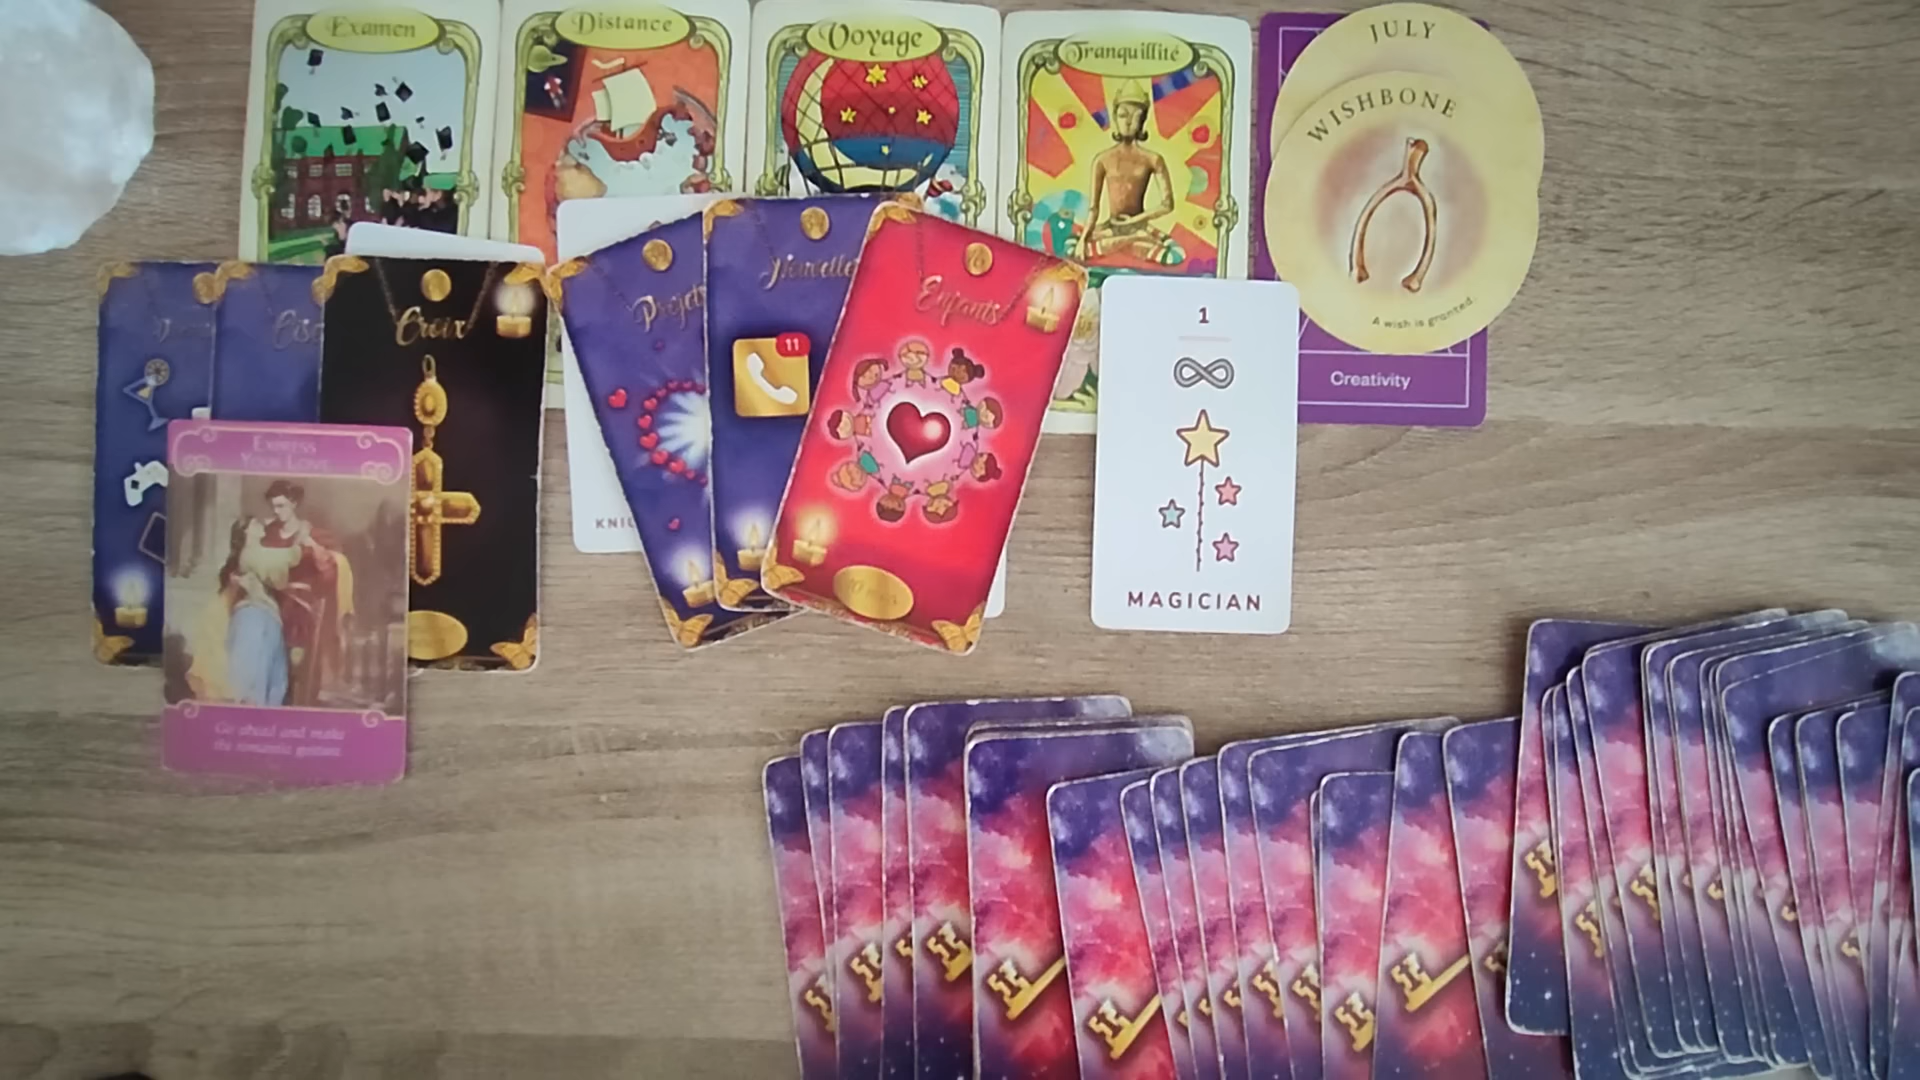 Examen
Distance
Voyage
Tranquillité
JULY
WISHBONE
A wish is granted.
Creativity
Croix
Projets
Nouvelle
Enfants
11
1
MAGICIAN
EXPRESS
YOUR LOVE
Go ahead and make
the romantic gesture
KNI